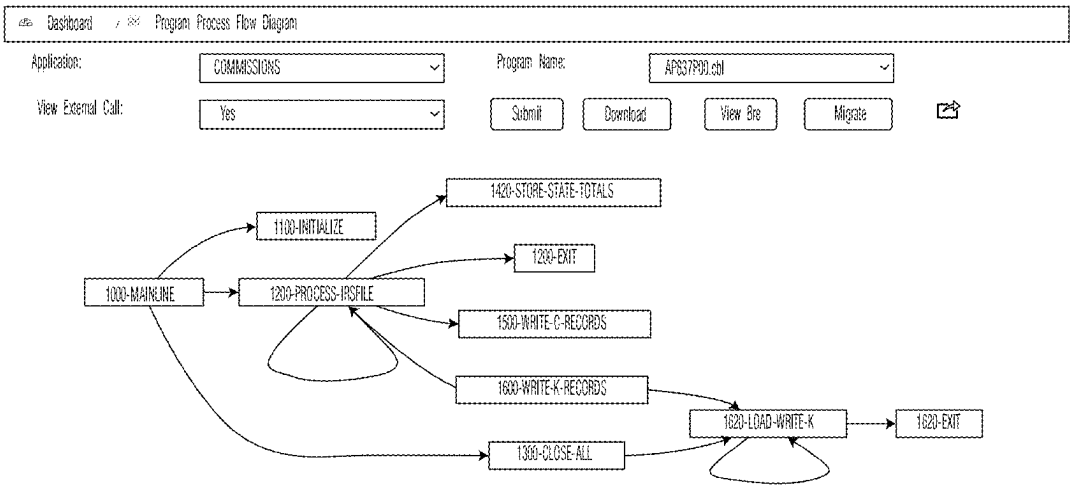 Dashboard / Program Process Flow Diagram
Application: COMMISSIONS Program Name: AP837P00.cbl
View External Call: Yes Submit Download View Bre Migrate
1420-STORE-STATE-TOTALS
1100-INITIALIZE
1200-EXIT
1000-MAINLINE 1200-PROCESS-IRSFILE
1500-WRITE-C-RECORDS
1600-WRITE-K-RECORDS
1620-LOAD-WRITE-K 1620-EXIT
1300-CLOSE-ALL